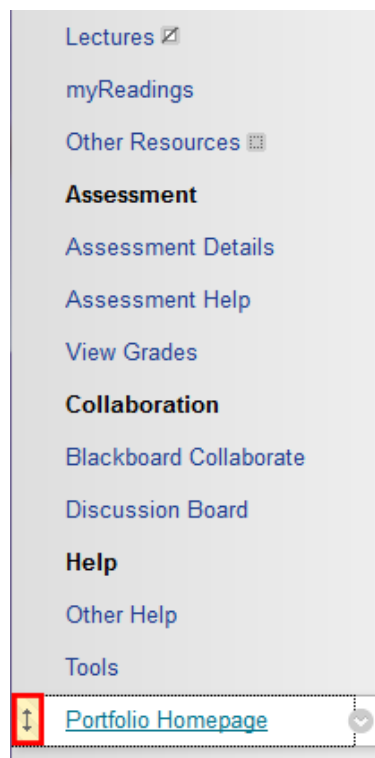 Lectures
myReadings
Other Resources
Assessment
Assessment Details
Assessment Help
View Grades
Collaboration
Blackboard Collaborate
Discussion Board
Help
Other Help
Tools
Portfolio Homepage